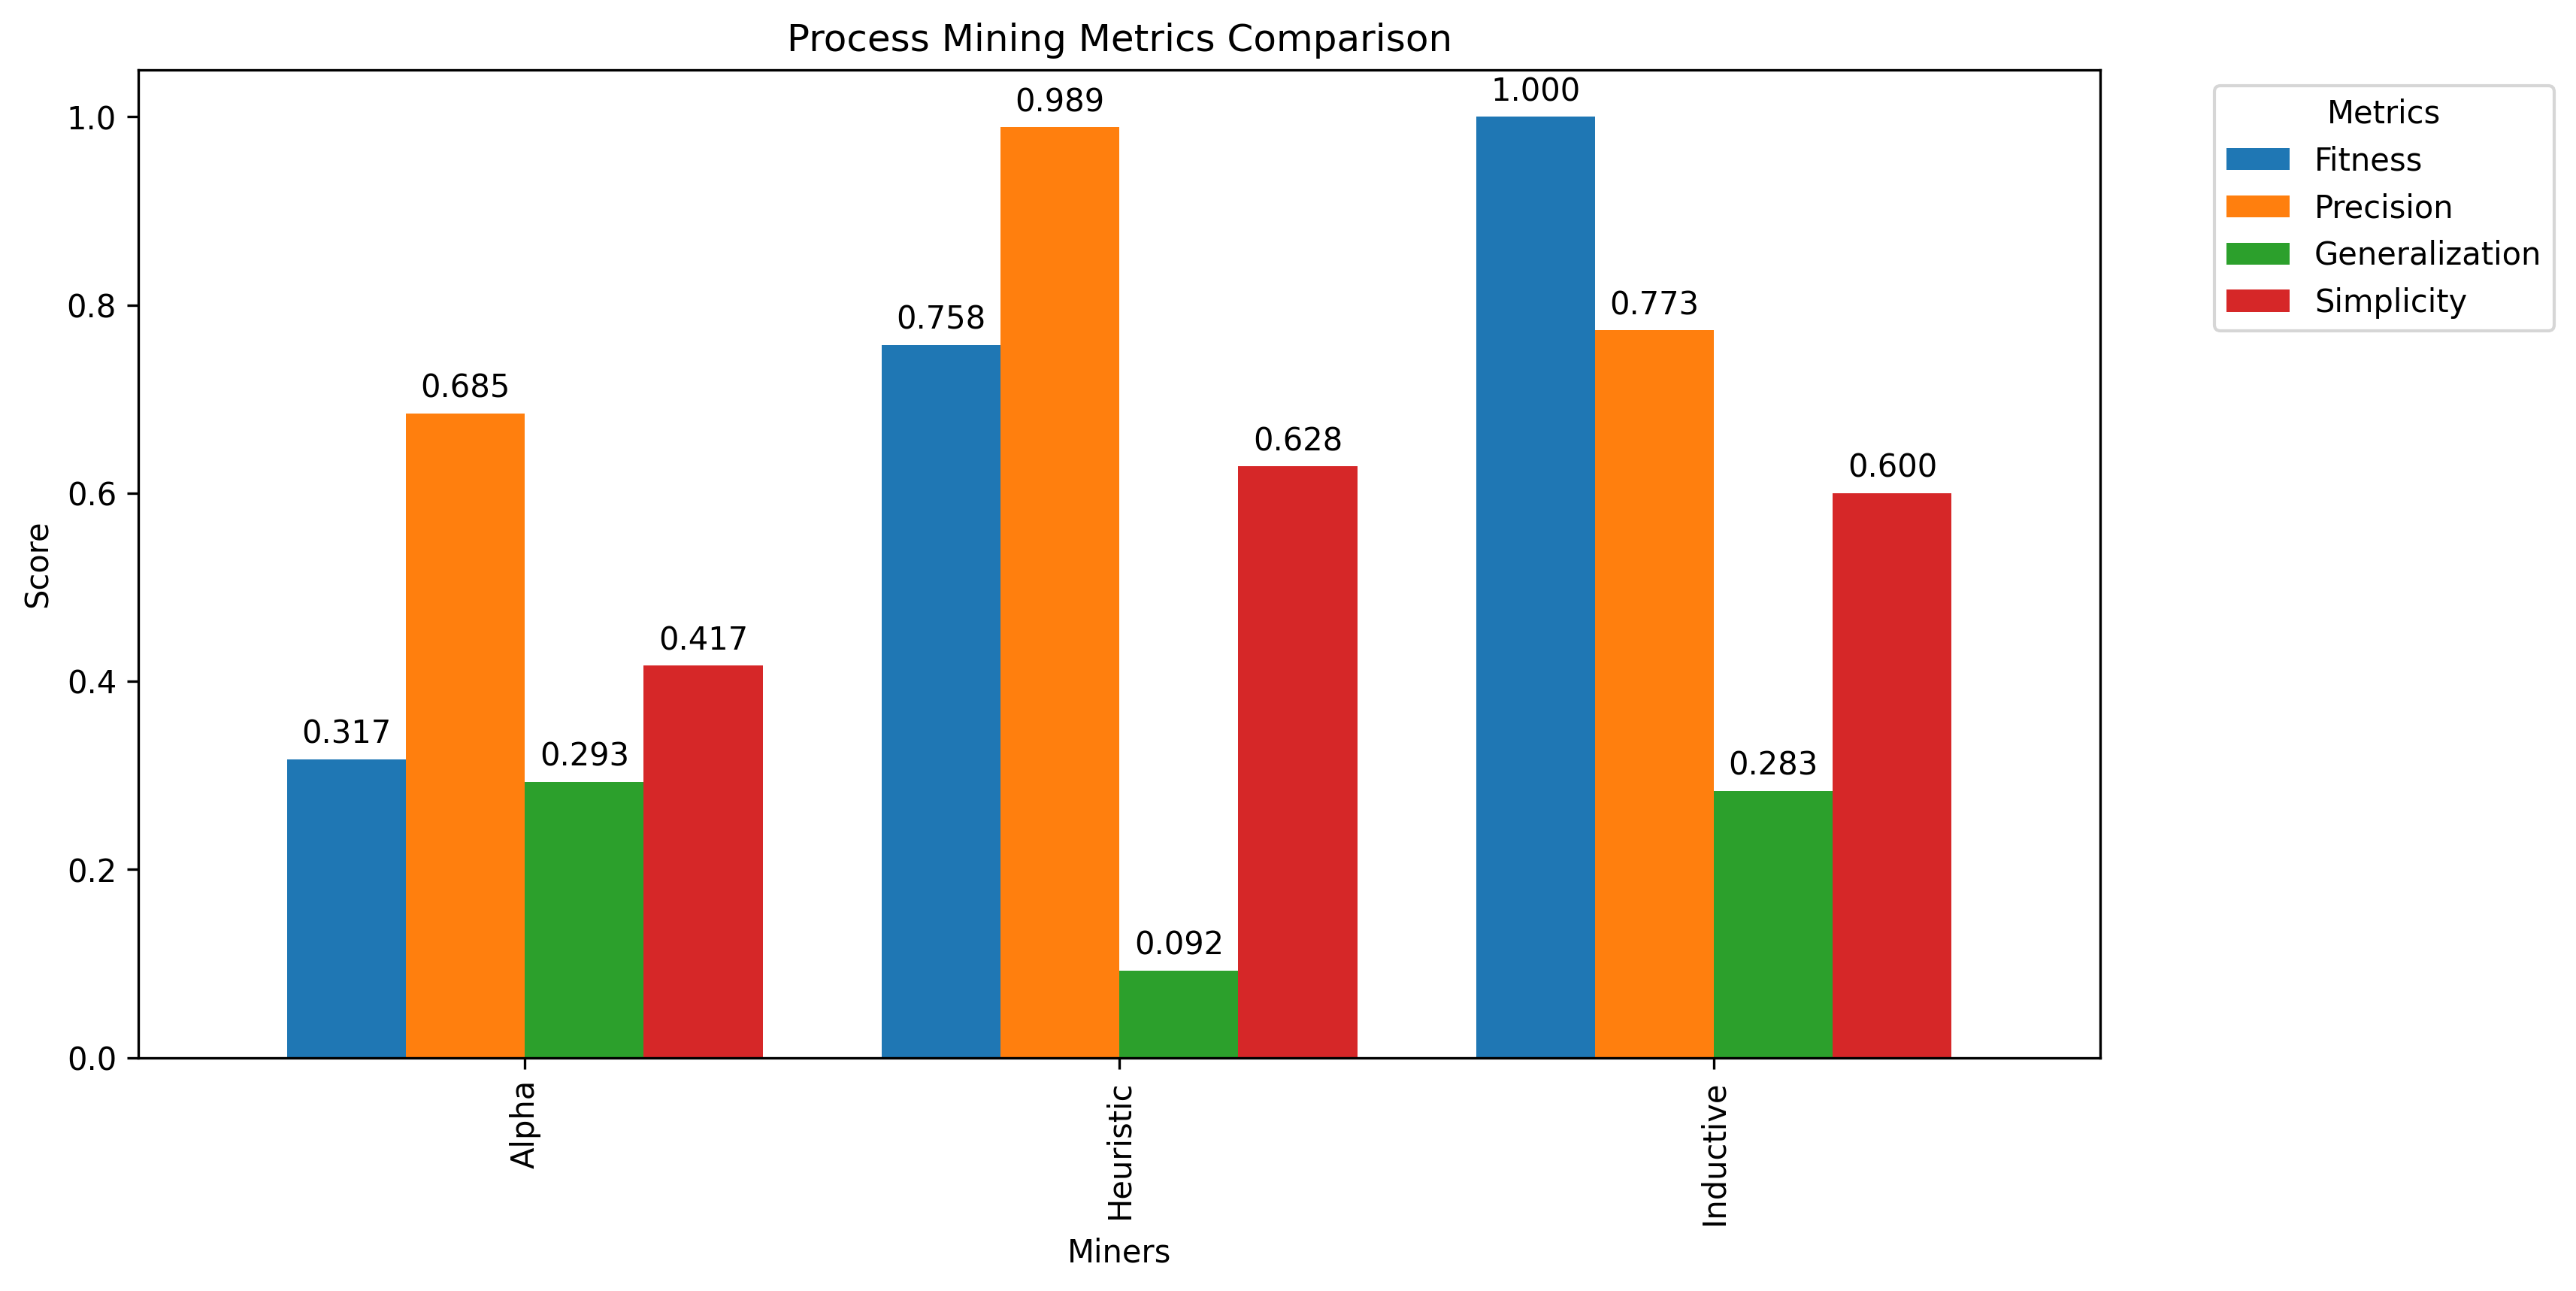 Process Mining Metrics Comparison
Score
1.0
0.8
0.6
0.4
0.2
0.0
0.317
0.685
0.293
0.417
0.758
0.989
0.092
0.628
1.000
0.773
0.283
0.600
Alpha
Heuristic
Inductive
Miners
Metrics
Fitness
Precision
Generalization
Simplicity